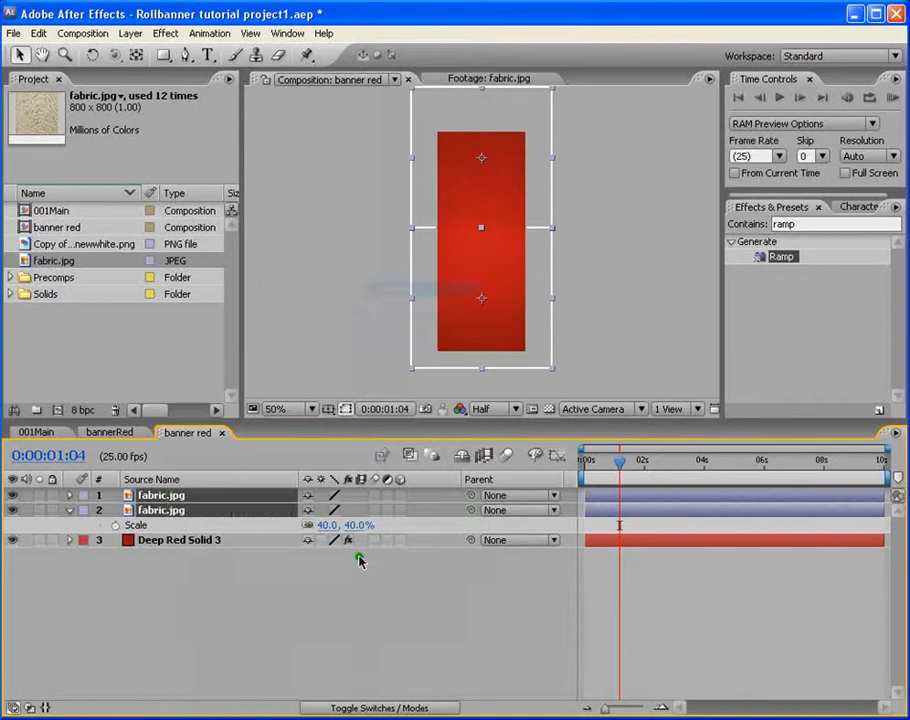 Adobe After Effects - Rollbanner tutorial project1.aep *
File Edit Composition Layer Effect Animation View Window Help
Workspace: Standard
Project
fabric.jpg, used 12 times
800 x 800 (1.00)
Millions of Colors
Name Type Si
001Main Composition
banner red Composition
Copy of...newwhite.png PNG file
fabric.jpg JPEG
Precomps Folder
Solids Folder
8 bpc
Composition: banner red
Footage: fabric.jpg
50% 0:00:01:04 Half Active Camera 1 View
Time Controls
RAM Preview Options
Frame Rate Skip Resolution
(25) 0 Auto
From Current Time Full Screen
Effects & Presets Characte
Contains: ramp
Generate
Ramp
001Main bannerRed banner red
0:00:01:04 (25.00 fps)
:00s 02s 04s 06s 08s 10s
# Source Name Parent
1 fabric.jpg None
2 fabric.jpg None
Scale 40.0, 40.0%
3 Deep Red Solid 3 None
Toggle Switches / Modes